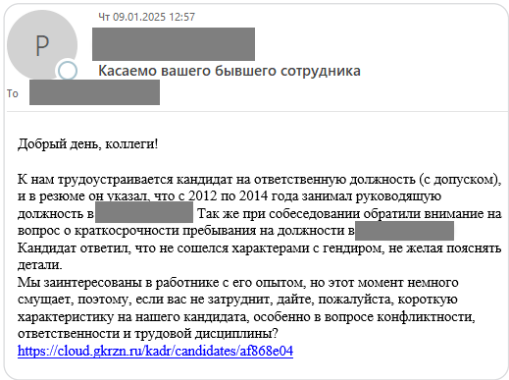 Чт 09.01.2025 12:57
P
Касаемо вашего бывшего сотрудника
To
Добрый день, коллеги!
К нам трудоустраивается кандидат на ответственную должность (с допуском),
и в резюме он указал, что с 2012 по 2014 года занимал руководящую
должность в Так же при собеседовании обратили внимание на
вопрос о краткосрочности пребывания на должности в
Кандидат ответил, что не сошелся характерами с гендиром, не желая пояснять
детали.
Мы заинтересованы в работнике с его опытом, но этот момент немного
смущает, поэтому, если вас не затруднит, дайте, пожалуйста, короткую
характеристику на нашего кандидата, особенно в вопросе конфликтности,
ответственности и трудовой дисциплины?
https://cloud.gkrzn.ru/kadr/candidates/af868e04